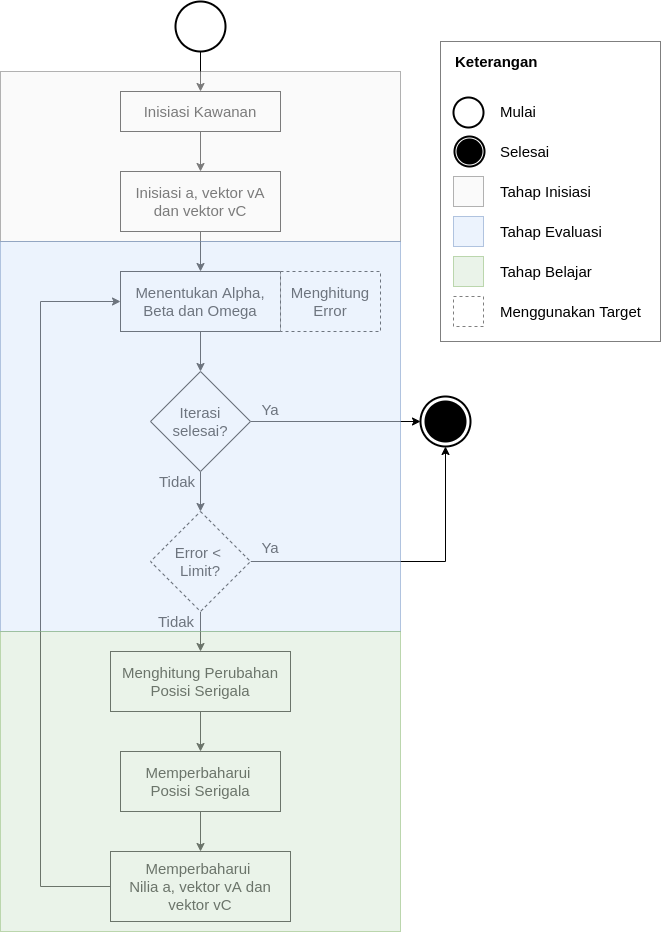 Inisiasi Kawanan
Inisiasi a, vektor vA
dan vektor vC
Menentukan Alpha,
Beta dan Omega
Menghitung
Error
Iterasi
selesai?
Ya
Tidak
Error <
Limit?
Ya
Tidak
Menghitung Perubahan
Posisi Serigala
Memperbaharui
Posisi Serigala
Memperbaharui
Nilia a, vektor vA dan
vektor vC
Keterangan
Mulai
Selesai
Tahap Inisiasi
Tahap Evaluasi
Tahap Belajar
Menggunakan Target